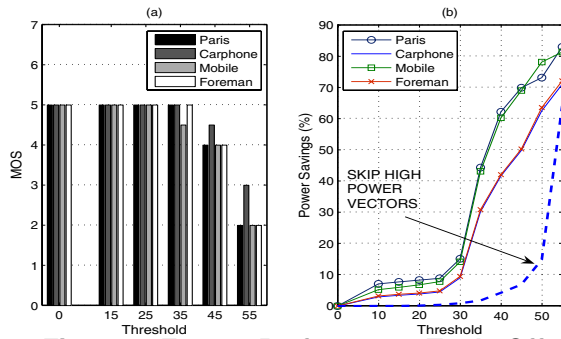 (a)
7
6
5
4
3
2
1
0
MOS
Paris
Carphone
Mobile
Foreman
0 15 25 35 45 55
Threshold
(b)
90
80
70
60
50
40
30
20
10
0
Power Savings (%)
Paris
Carphone
Mobile
Foreman
SKIP HIGH
POWER
VECTORS
0 10 20 30 40 50
Threshold